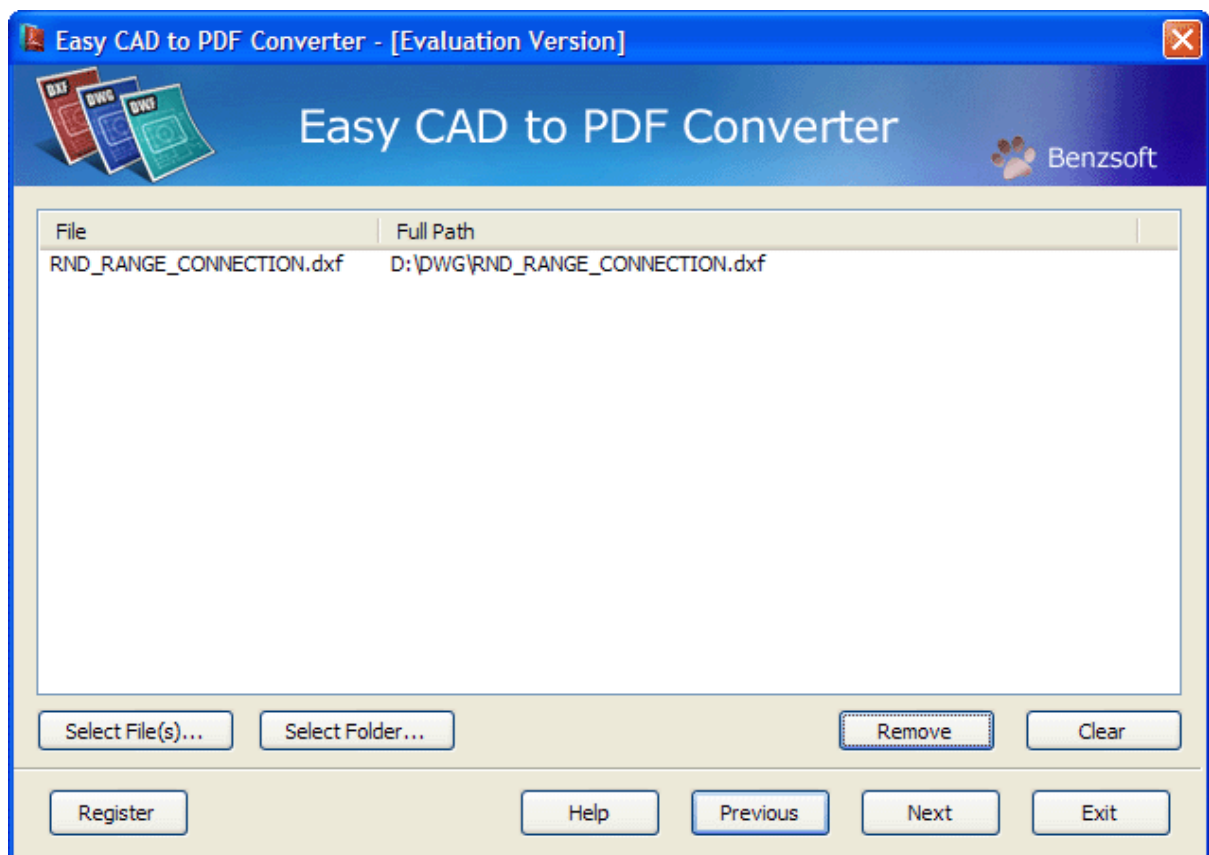 Easy CAD to PDF Converter - [Evaluation Version]
DXF
DWG
DWF
Easy CAD to PDF Converter
Benzsoft
File Full Path
RND_RANGE_CONNECTION.dxf D:\DWG\RND_RANGE_CONNECTION.dxf
Select File(s)... Select Folder... Remove Clear
Register Help Previous Next Exit